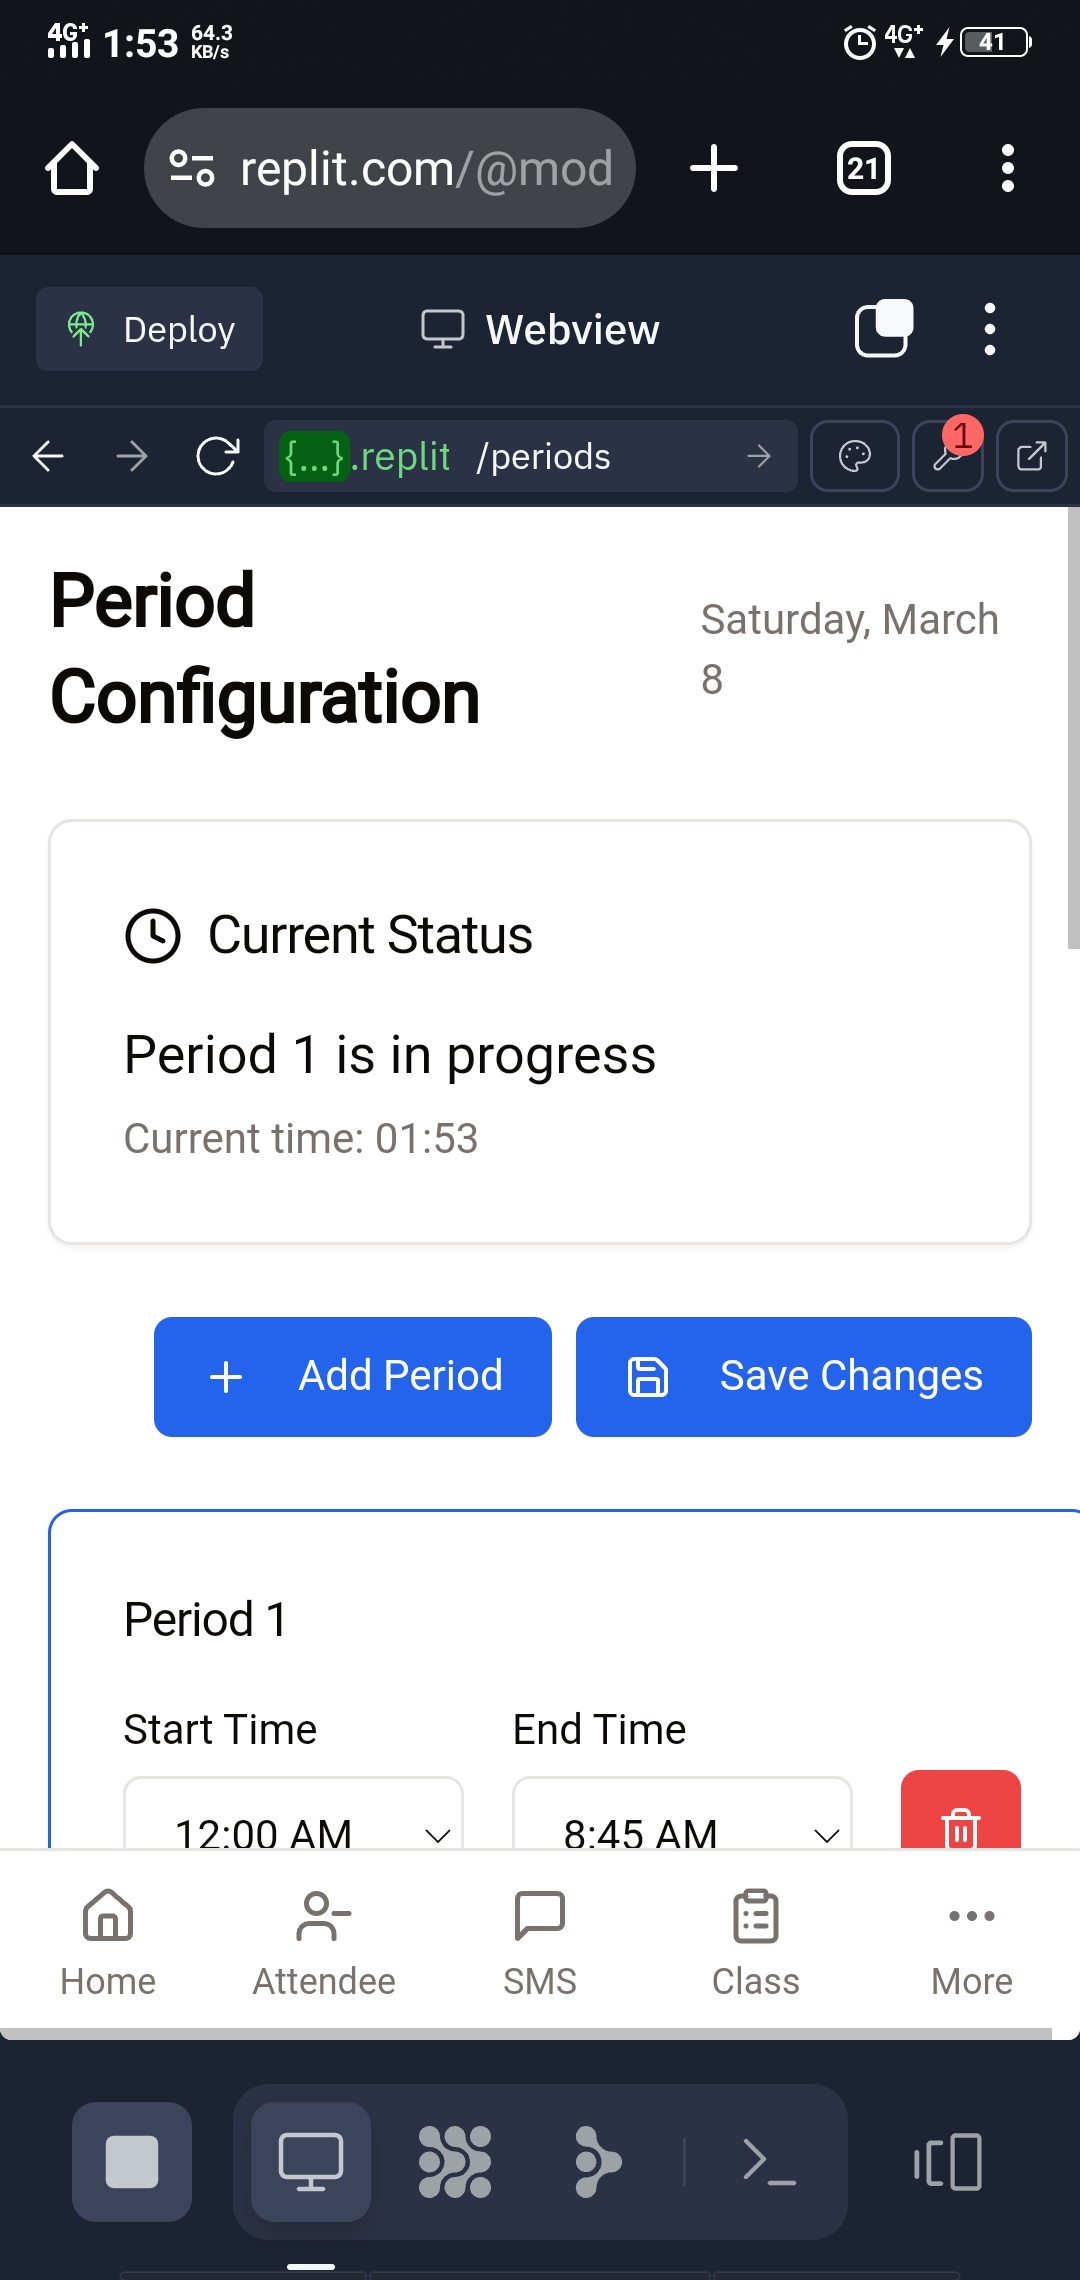 4G+ 1:53 64.3 KB/s 4G+ 41
replit.com/@mod 21
Deploy Webview
{...}.replit /periods 1
Period
Configuration
Saturday, March
8
Current Status
Period 1 is in progress
Current time: 01:53
Add Period Save Changes
Period 1
Start Time End Time
12:00 AM 8:45 AM
Home Attendee SMS Class More